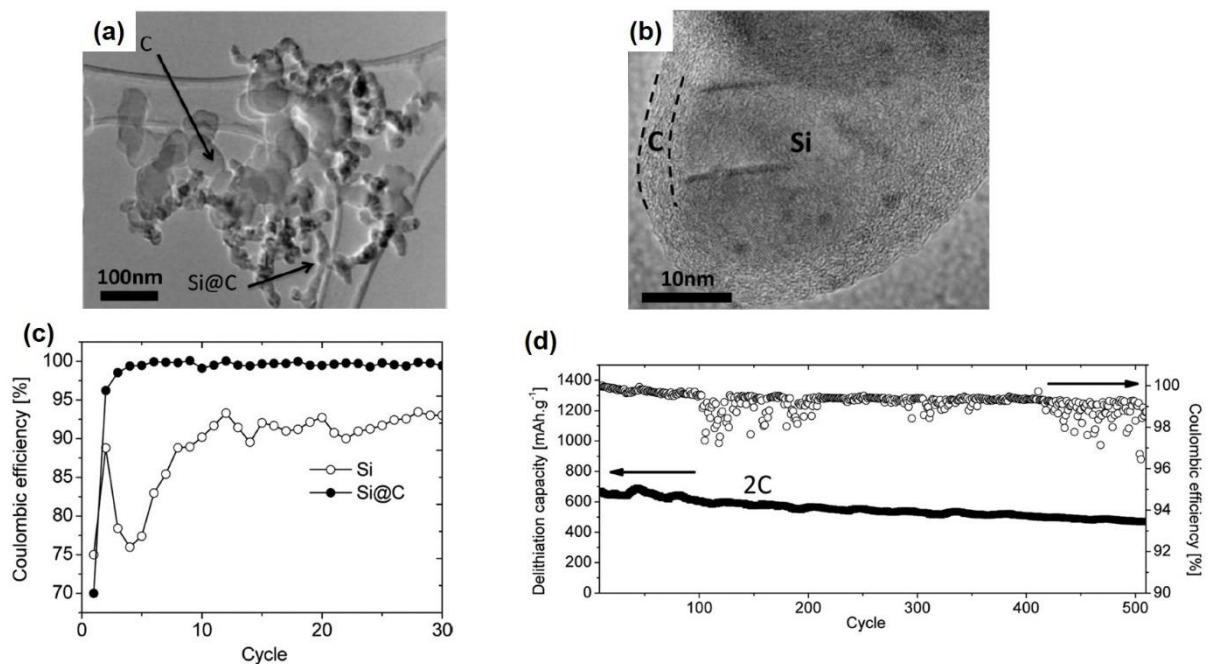 (a)
C
100nm
Si@C
(b)
C
Si
10nm
(c)
Coulombic efficiency [%]
100
95
90
85
80
75
70
Si
Si@C
0
10
20
30
Cycle
(d)
Delithiation capacity [mAh.g⁻¹]
1400
1200
1000
800
600
400
200
0
2C
100
98
96
94
92
90
Coulombic efficiency
[%]
100
200
300
400
500
Cycle